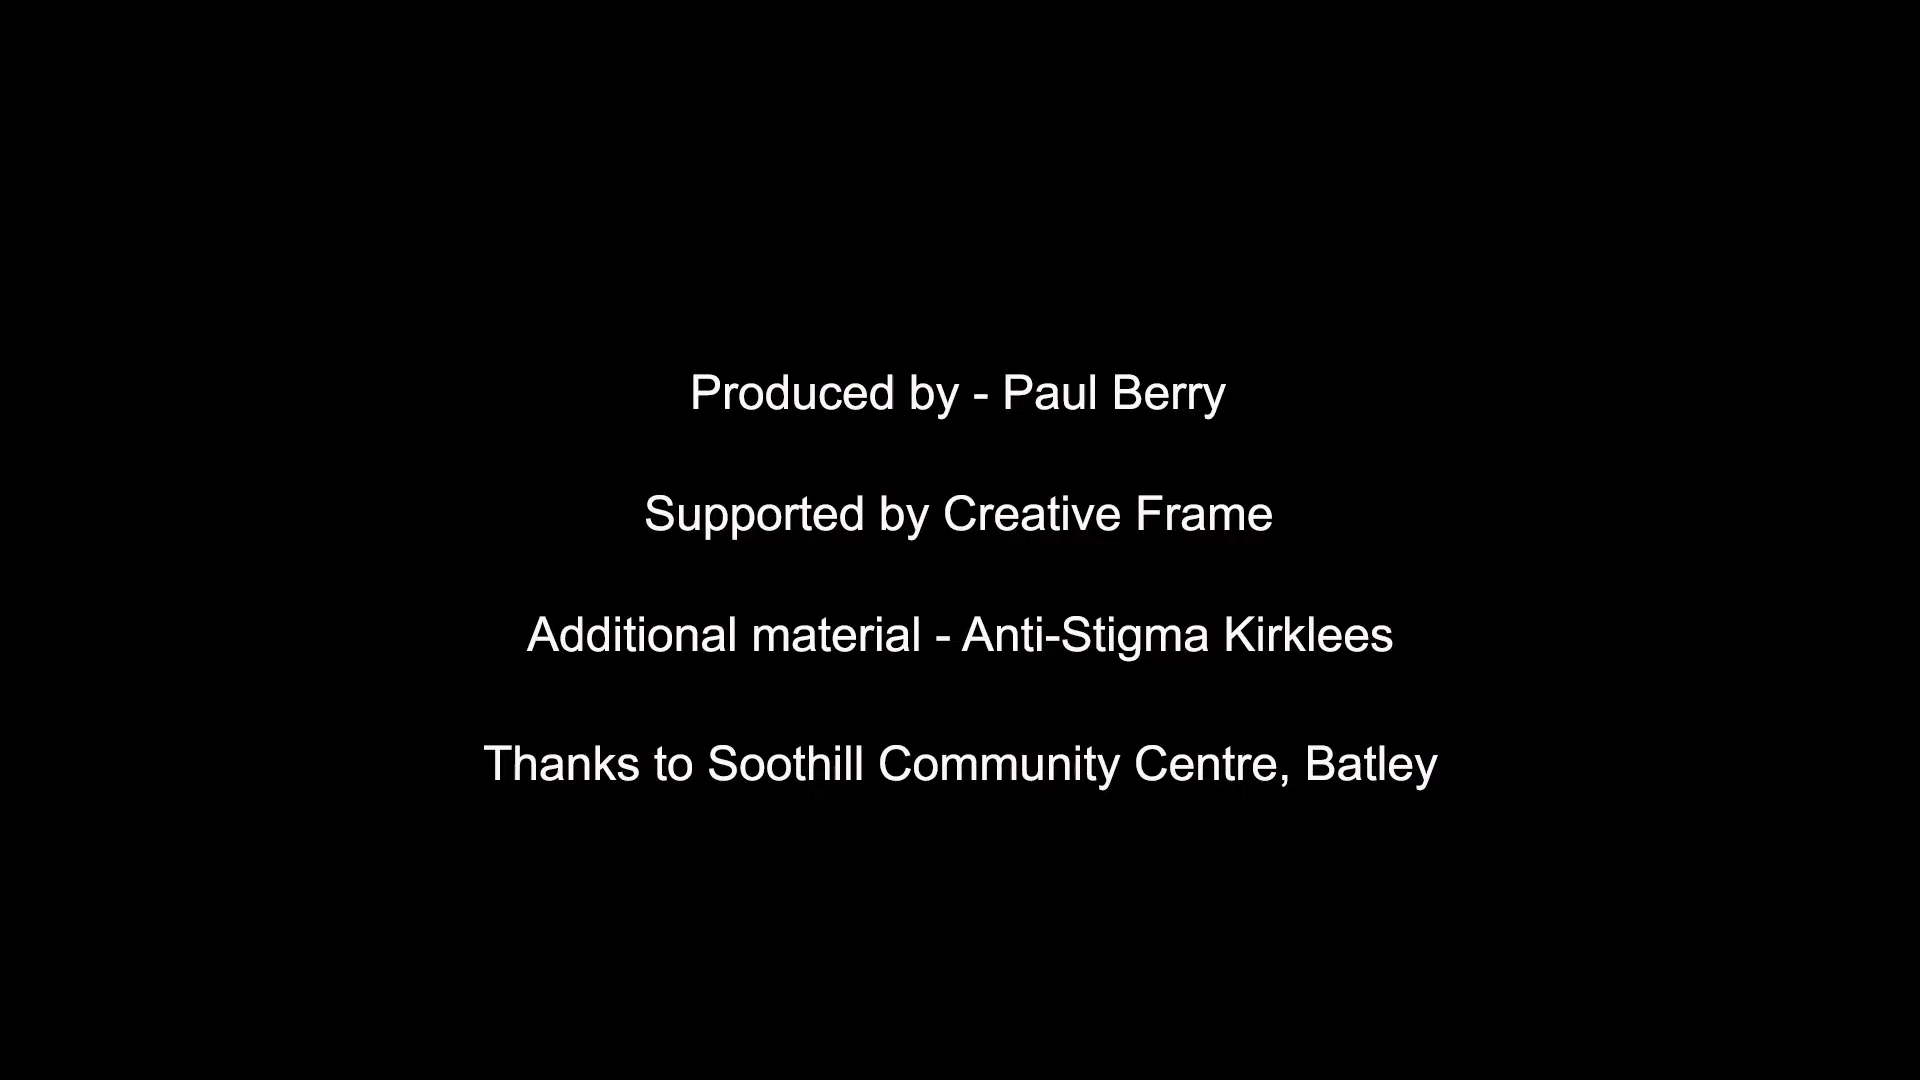 Produced by - Paul Berry
Supported by Creative Frame
Additional material - Anti-Stigma Kirklees
Thanks to Soothill Community Centre, Batley